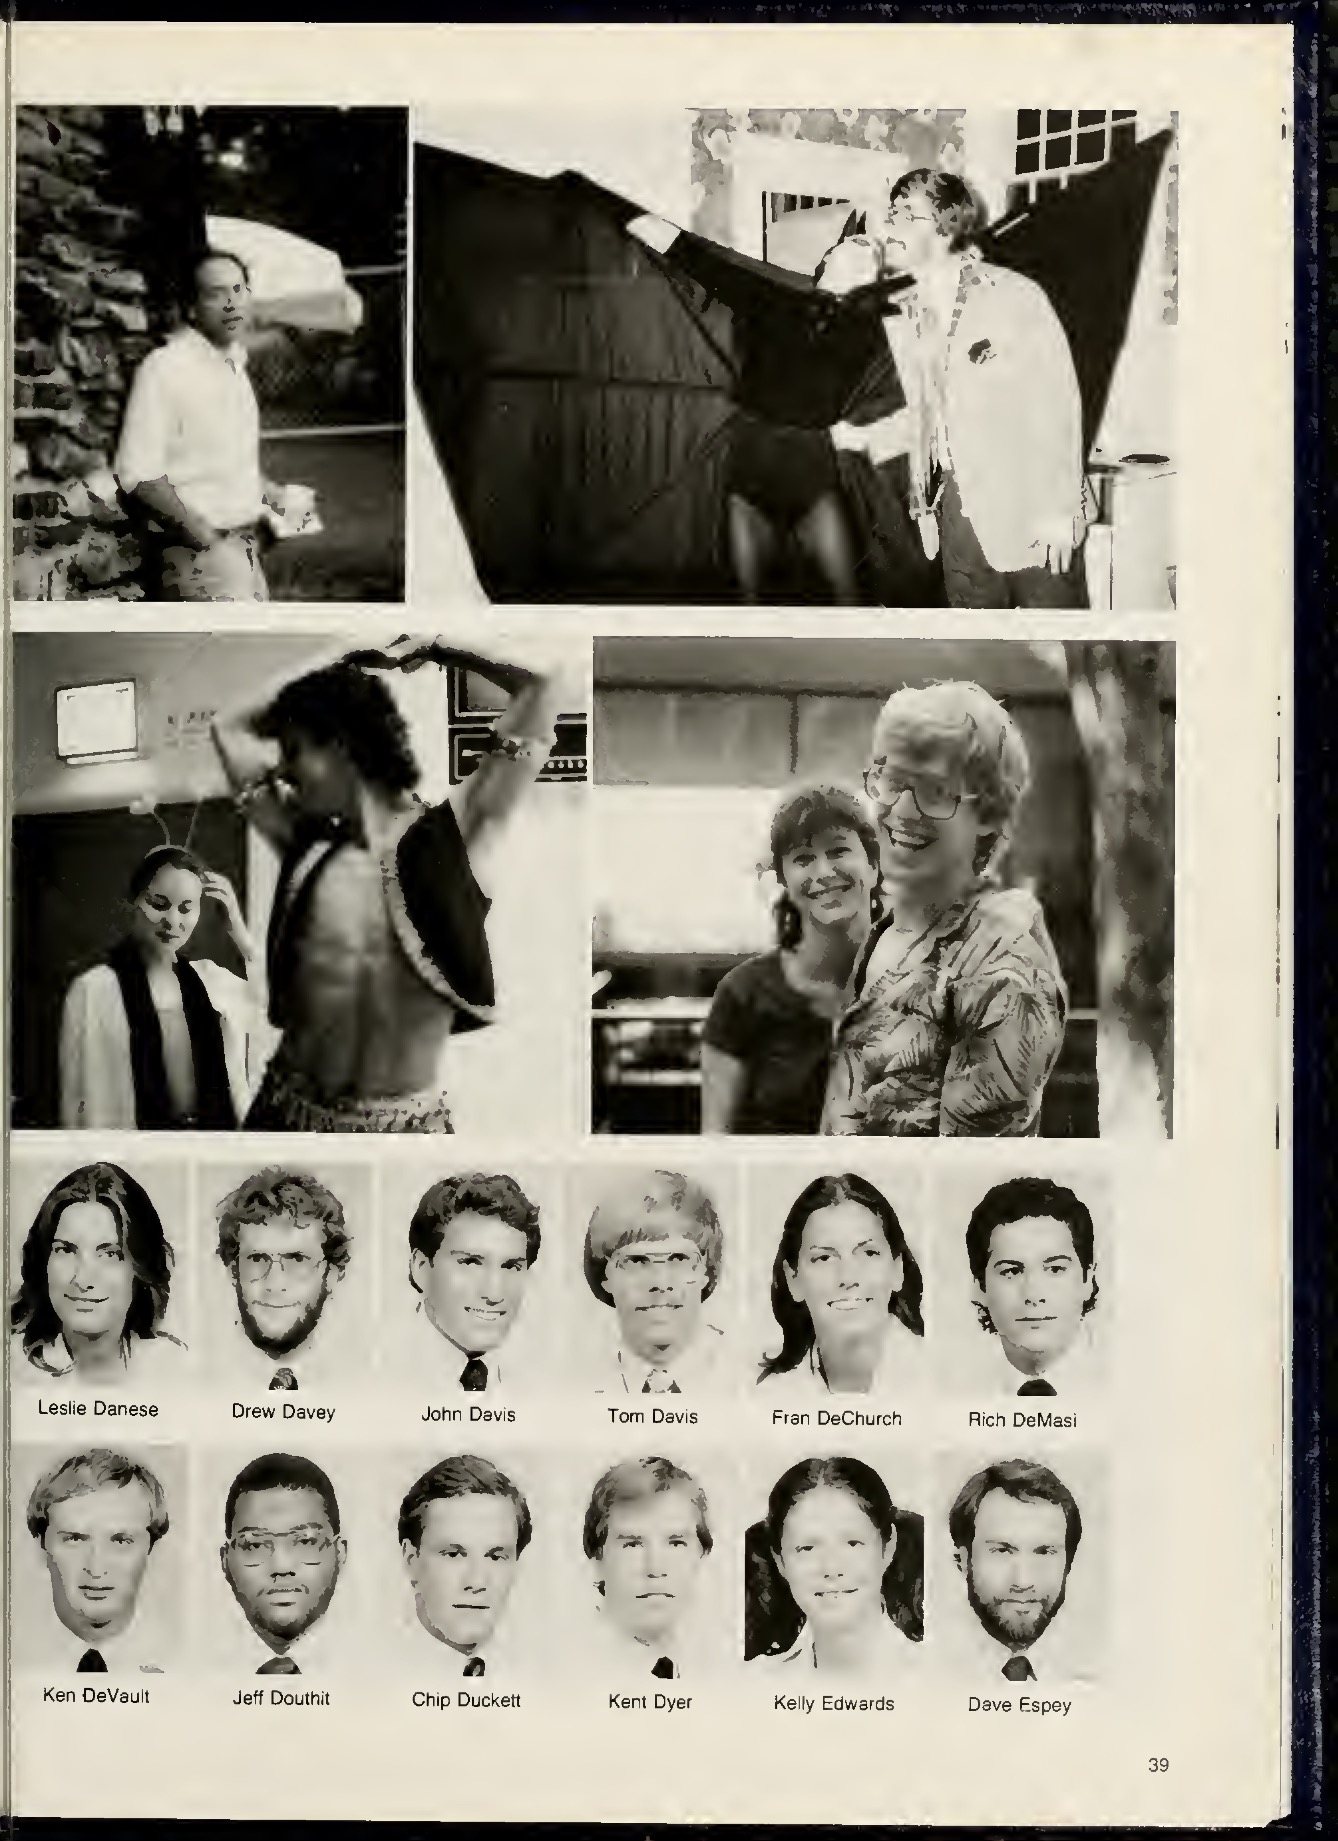 Leslie Danese
Drew Davey
John Davis
Tom Davis
Fran DeChurch
Rich DeMasi
Ken DeVault
Jeff Douthit
Chip Duckett
Kent Dyer
Kelly Edwards
Dave Espey
39